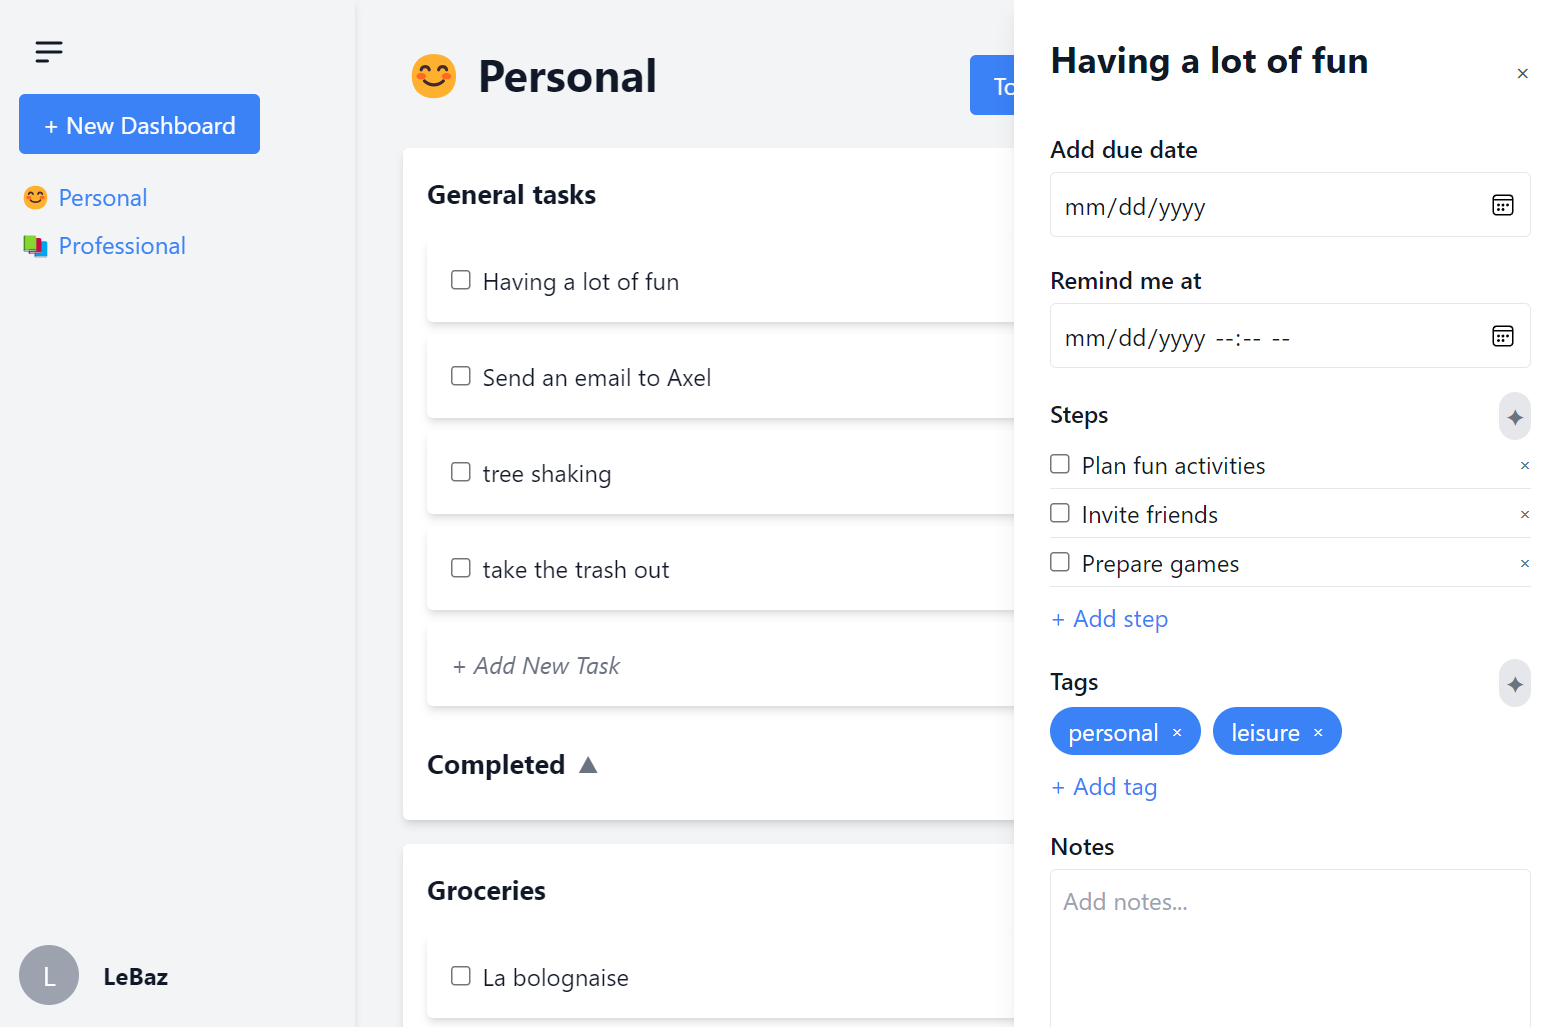 + New Dashboard
Personal
Professional
L
LeBaz
Personal
General tasks
Having a lot of fun
Send an email to Axel
tree shaking
take the trash out
+ Add New Task
Completed
Groceries
La bolognaise
Having a lot of fun
×
Add due date
mm/dd/yyyy
Remind me at
mm/dd/yyyy --:-- --
Steps
Plan fun activities ×
Invite friends ×
Prepare games ×
+ Add step
Tags
personal × leisure ×
+ Add tag
Notes
Add notes...